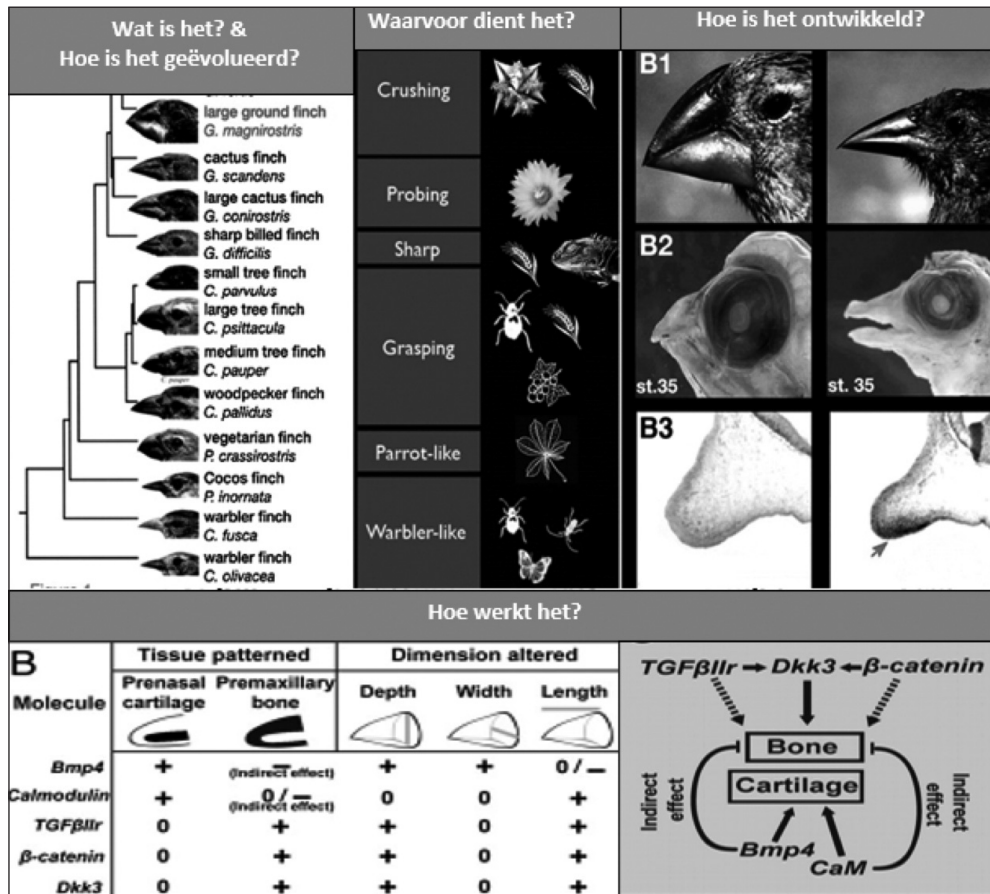 Wat is het? &
Hoe is het geëvolueerd?
large ground finch
G. magnirostris
cactus finch
G. scandens
large cactus finch
G. conirostris
sharp billed finch
G. difficilis
small tree finch
C. parvulus
large tree finch
C. psittacula
medium tree finch
C. pauper
C. pauper
woodpecker finch
C. pallidus
vegetarian finch
P. crassirostris
Cocos finch
P. inornata
warbler finch
C. fusca
warbler finch
C. olivacea
Waarvoor dient het?
Crushing
Probing
Sharp
Grasping
Parrot-like
Warbler-like
Hoe is het ontwikkeld?
B1
B2
st.35
st. 35
B3
Hoe werkt het?
B
Molecule
Tissue patterned
Dimension altered
Prenasal cartilage
Premaxillary bone
Depth
Width
Length
Bmp4 + – + + 0 / –
(Indirect effect)
Calmodulin + 0 / – 0 0 +
(Indirect effect)
TGFβIIr 0 + + 0 +
β-catenin 0 + + 0 +
Dkk3 0 + + 0 +
TGFβIIr Dkk3 β-catenin
Bone
Cartilage
Indirect effect
Indirect effect
Bmp4
CaM